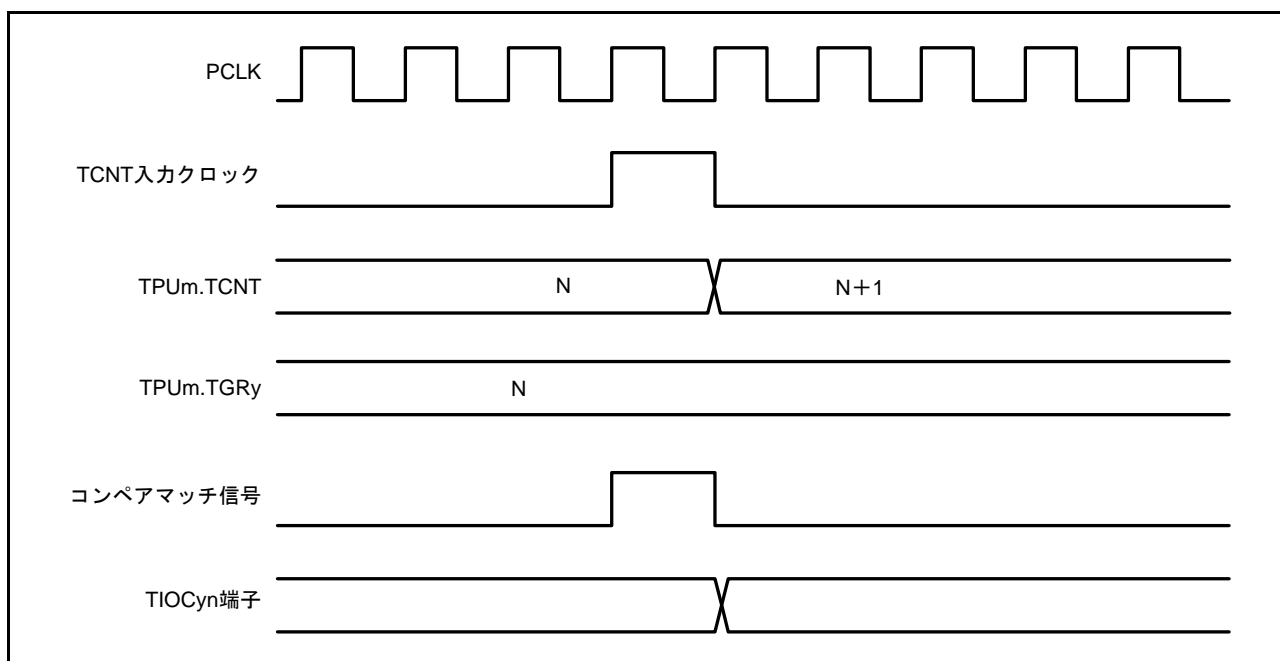 PCLK
TCNT入力クロック
TPUm.TCNT
N
N+1
TPUm.TGRy
N
コンペアマッチ信号
TIOCyn端子